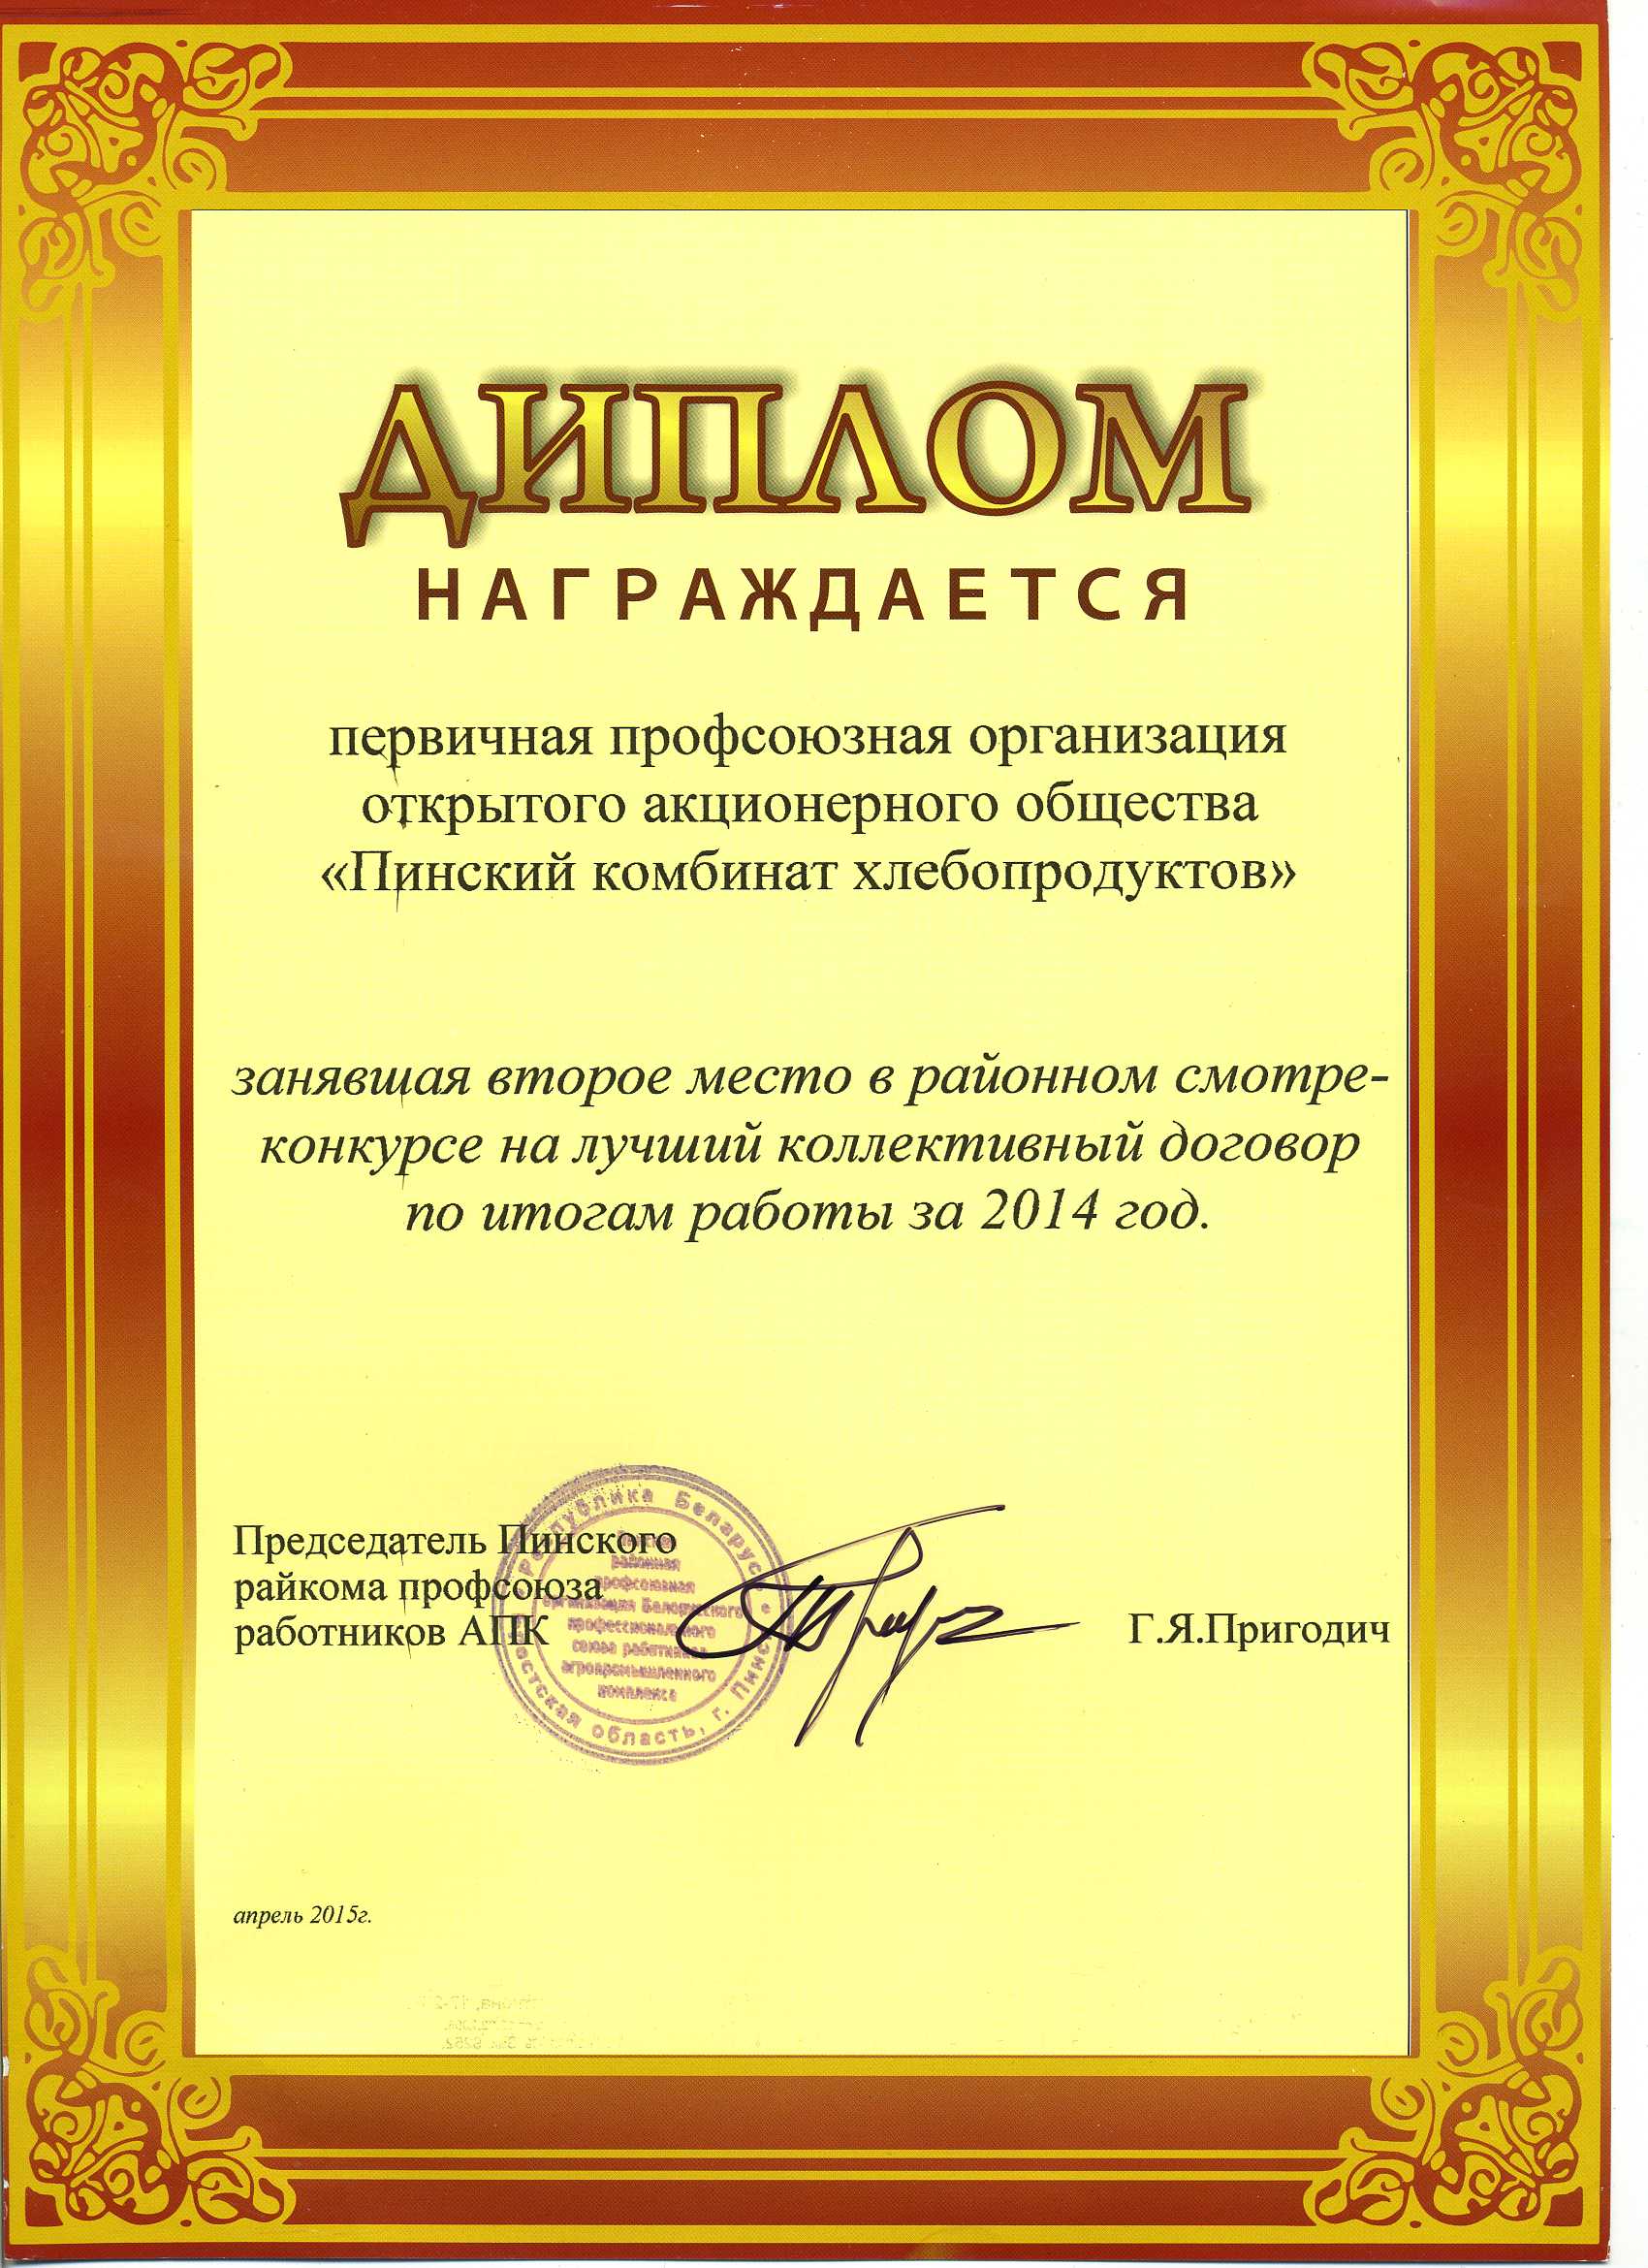 ДИПЛОМ
НАГРАЖДАЕТСЯ
первичная профсоюзная организация
открытого акционерного общества
«Пинский комбинат хлебопродуктов»
занявшая второе место в районном смотре-
конкурсе на лучший коллективный договор
по итогам работы за 2014 год.
Председатель Пинского
райкома профсоюза
работников АПК
Г.Я.Пригодич
Республика Беларусь
районная
профсоюзная
организация Белорусского
профессионального
союза работников
агропромышленного
комплекса
область, г. Пинск
апрель 2015г.